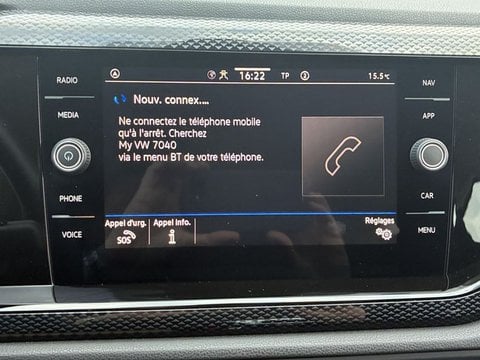 16:22 TP 15.5°C
RADIO
MEDIA
PHONE
VOICE
NAV
APP
CAR
MENU
Nouv. connex....
Ne connectez le téléphone mobile
qu'à l'arrêt. Cherchez
My VW 7040
via le menu BT de votre téléphone.
Appel d'urg. Appel info. Réglages
SOS i